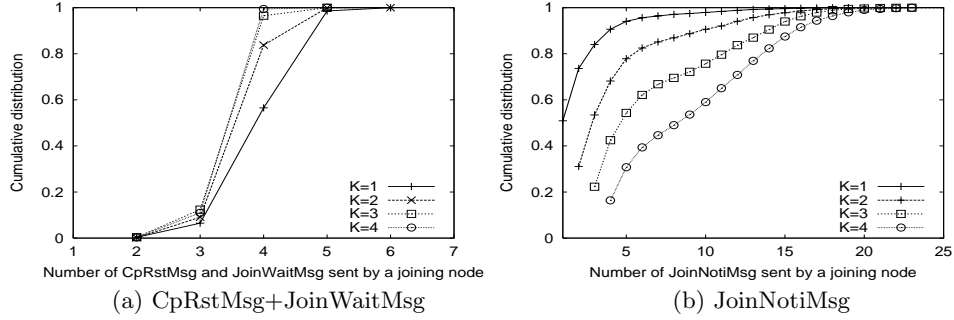 Cumulative distribution
1
0.8
0.6
0.4
0.2
0
K=1
K=2
K=3
K=4
1 2 3 4 5 6 7
Number of CpRstMsg and JoinWaitMsg sent by a joining node
(a) CpRstMsg+JoinWaitMsg
Cumulative distribution
1
0.8
0.6
0.4
0.2
0
K=1
K=2
K=3
K=4
5 10 15 20 25
Number of JoinNotiMsg sent by a joining node
(b) JoinNotiMsg